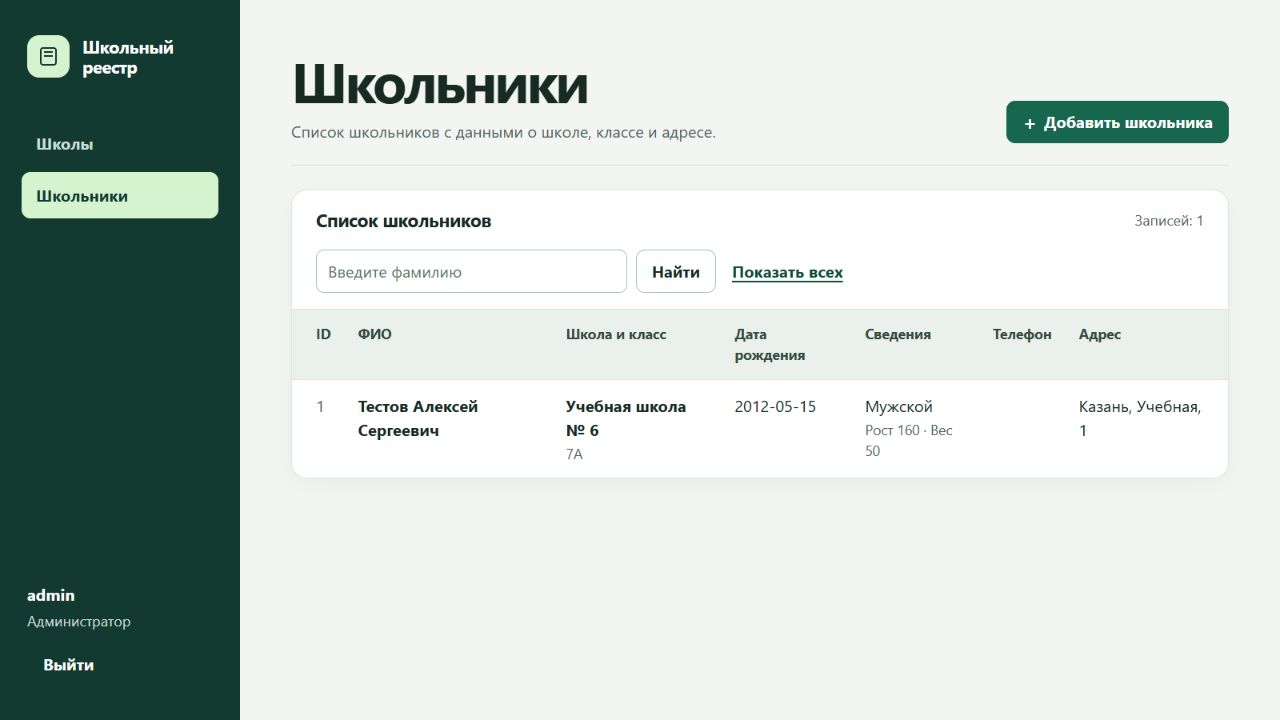 Школьный
реестр
Школы
Школьники
admin
Администратор
Выйти
Школьники
Список школьников с данными о школе, классе и адресе.
+ Добавить школьника
Список школьников
Записей: 1
Введите фамилию
Найти
Показать всех
ID ФИО Школа и класс Дата Сведения Телефон Адрес
рождения
1 Тестов Алексей Учебная школа 2012-05-15 Мужской Казань, Учебная,
Сергеевич № 6 Рост 160 · Вес 1
7А 50